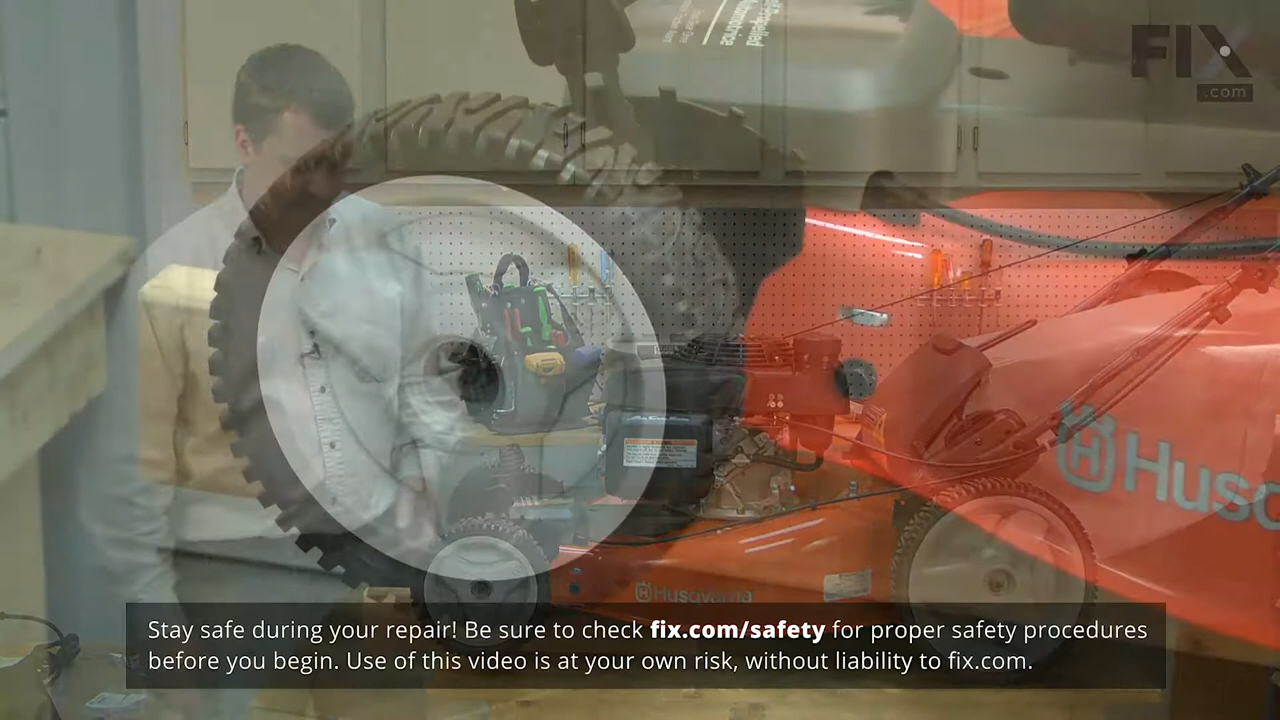 FIX
.com
Husq
Husqvarna
Stay safe during your repair! Be sure to check fix.com/safety for proper safety procedures
before you begin. Use of this video is at your own risk, without liability to fix.com.